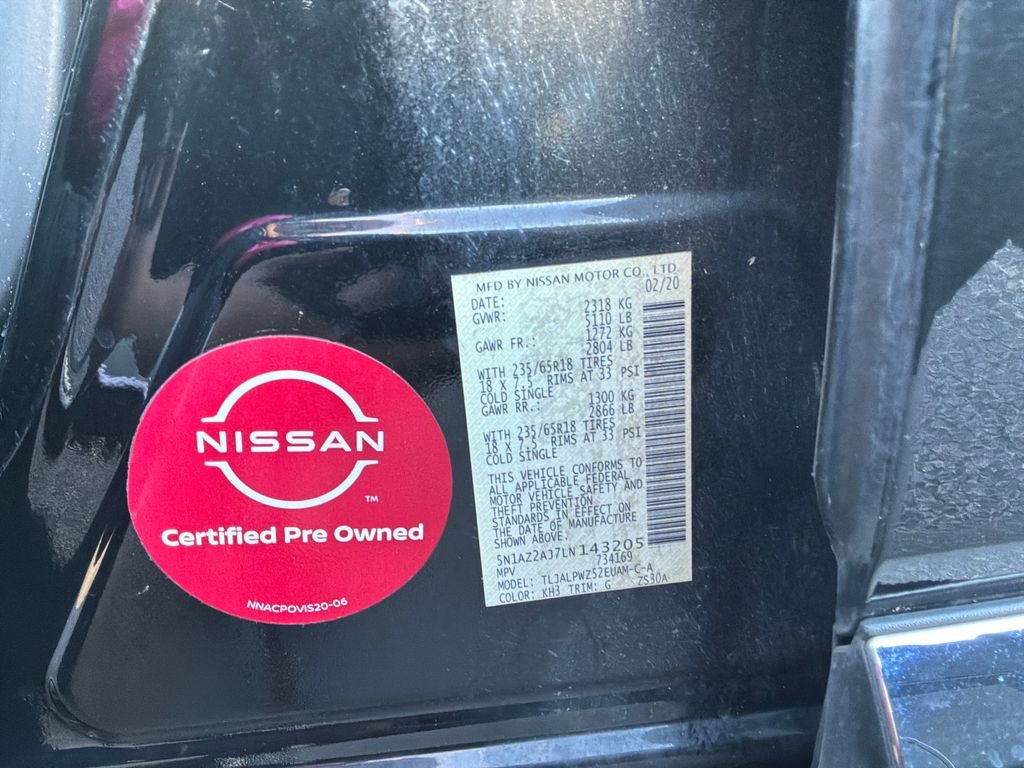 NISSAN
TM
Certified Pre Owned
NNACPOVIS20-06
MFD BY NISSAN MOTOR CO., LTD.
DATE: 02/20
GVWR: 2318 KG
5110 LB
GAWR FR.: 1272 KG
2804 LB
WITH 235/65R18 TIRES
18 X 7.5 RIMS AT 33 PSI
COLD SINGLE
GAWR RR.: 1300 KG
2866 LB
WITH 235/65R18 TIRES
18 X 7.5 RIMS AT 33 PSI
COLD SINGLE
THIS VEHICLE CONFORMS TO
ALL APPLICABLE FEDERAL
MOTOR VEHICLE SAFETY AND
THEFT PREVENTION
STANDARDS IN EFFECT ON
THE DATE OF MANUFACTURE
SHOWN ABOVE.
5N1AZ2AJ7LN143205
MPV 734169
MODEL: TLJALPWZ52EUAM-C-A
COLOR: KH3 TRIM: G ZS30A